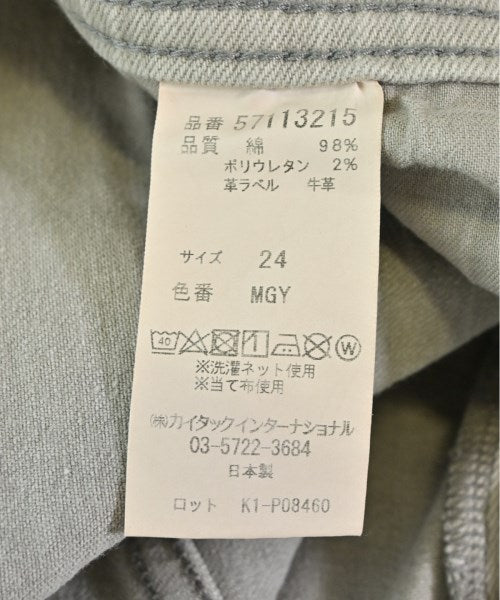 品番 57113215
品質 綿 98%
ポリウレタン 2%
革ラベル 牛革
サイズ 24
色番 MGY
40 W
※洗濯ネット使用
※当て布使用
㈱カイタックインターナショナル
03-5722-3684
日本製
ロット K1-P08460